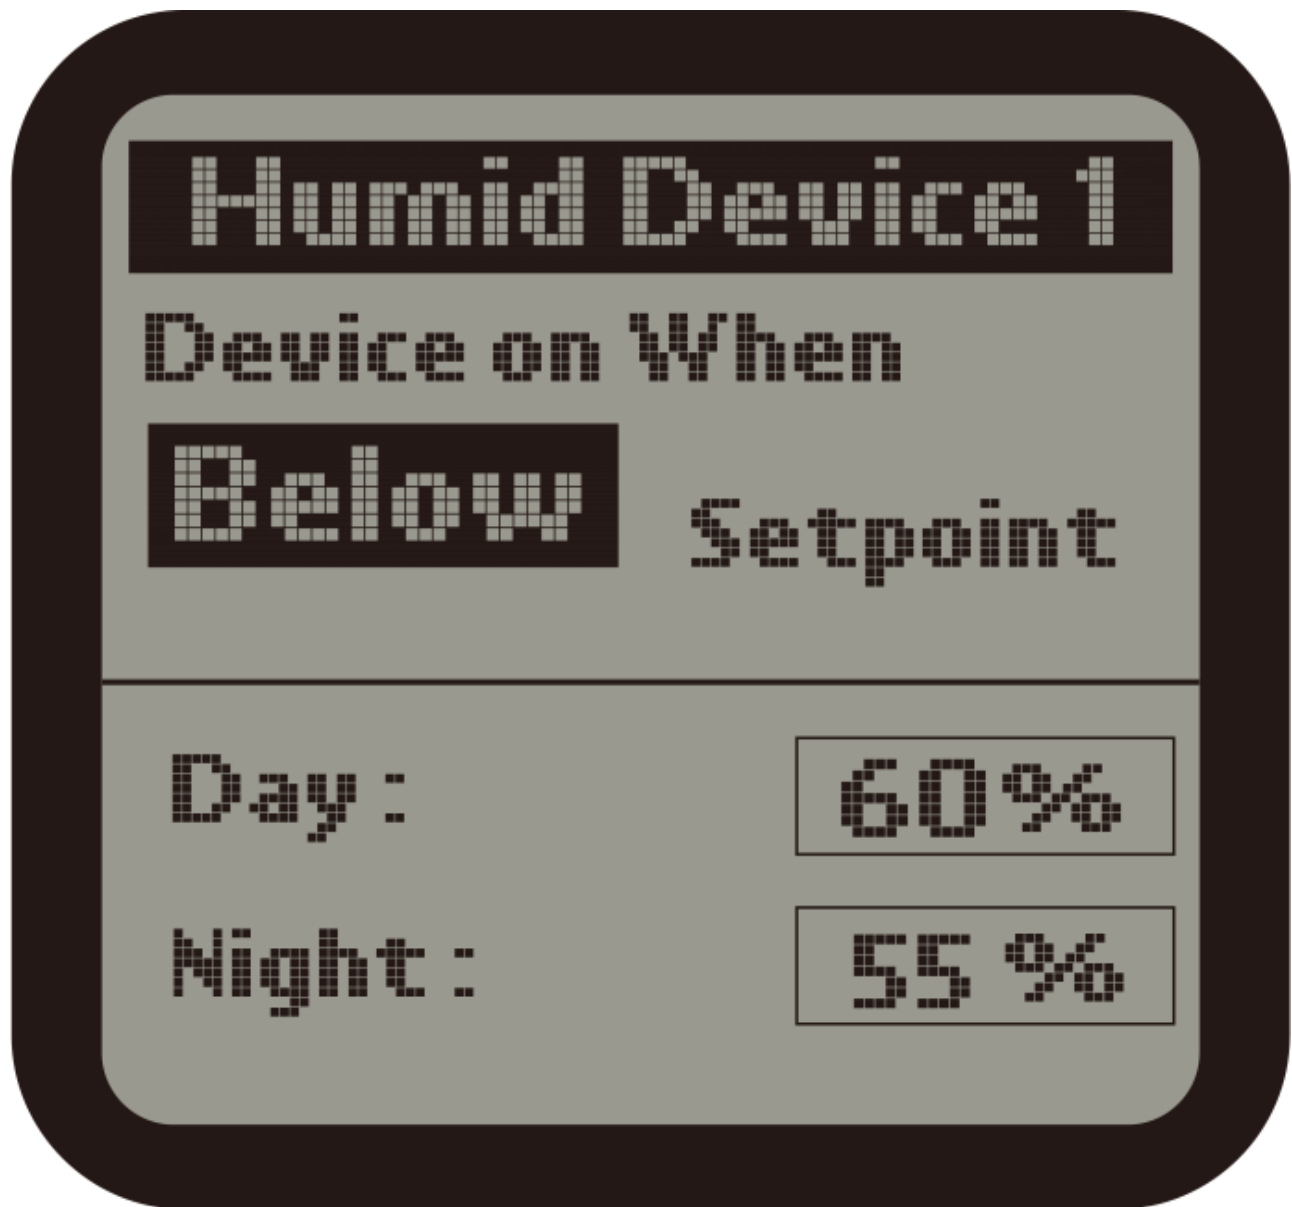 Humid Device 1
Device on When
Below Setpoint
Day: 60%
Night: 55 %